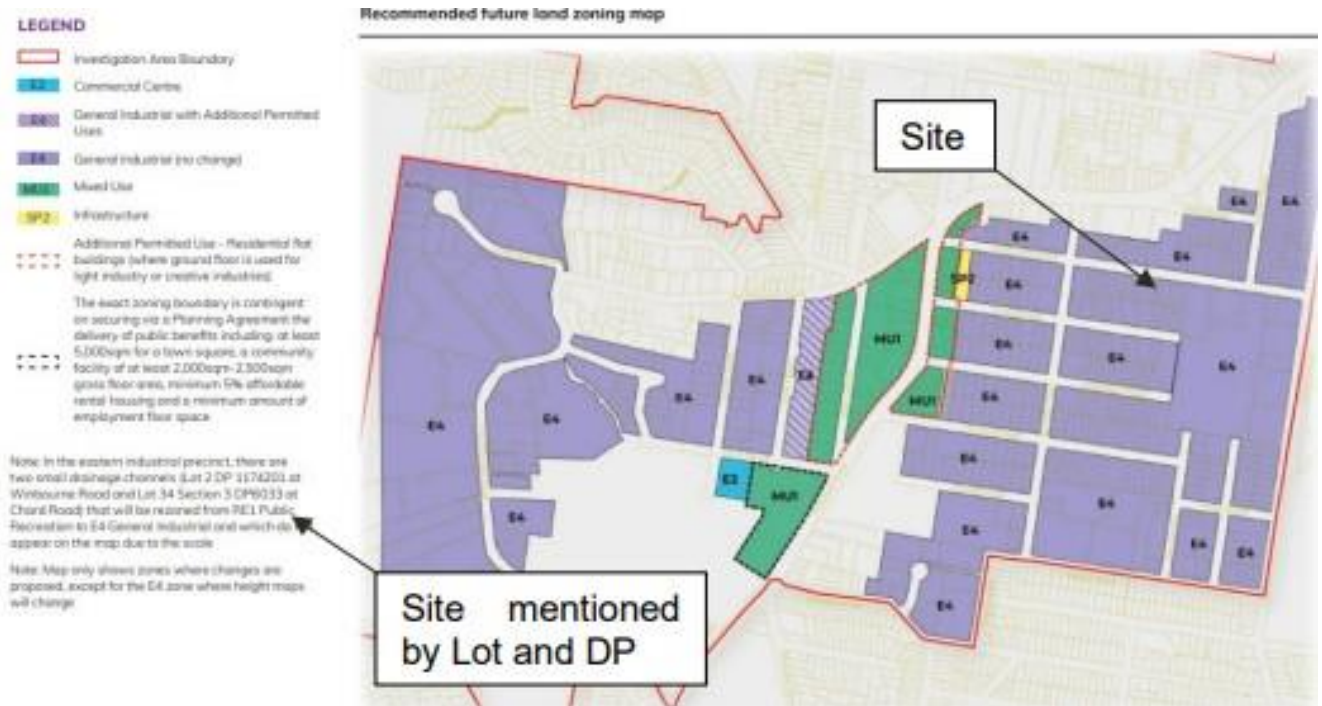 LEGEND
Investigation Area Boundary
E2 Commercial Centre
E4 General Industrial with Additional Permitted
Uses
E4 General Industrial (no change)
MU1 Mixed Use
SP2 Infrastructure
Additional Permitted Use - Residential flat
buildings (where ground floor is used for
light industry or creative industries)
The exact zoning boundary is contingent
on securing via a Planning Agreement the
delivery of public benefits including: at least
5,000sqm for a town square, a community
facility of at least 2,000sqm-2,500sqm
gross floor area, minimum 5% affordable
rental housing and a minimum amount of
employment floor space
Note: In the eastern industrial precinct, there are
two small drainage channels (Lot 2 DP 1174201 at
Winbourne Road and Lot 34 Section 3 DP6033 at
Chard Road) that will be rezoned from RE1 Public
Recreation to E4 General Industrial and which do
appear on the map due to the scale
Note: Map only shows zones where changes are
proposed, except for the E4 zone where height maps
will change
Recommended future land zoning map
Site
E4
E4
E4
E4
SP2
E4
MU1
E4
E4
E4
E4
E4
E4
E4
MU1
E4
E4
E4
E4
E2
MU1
E4
E4
E4
E4
E4
E4
Site mentioned
by Lot and DP